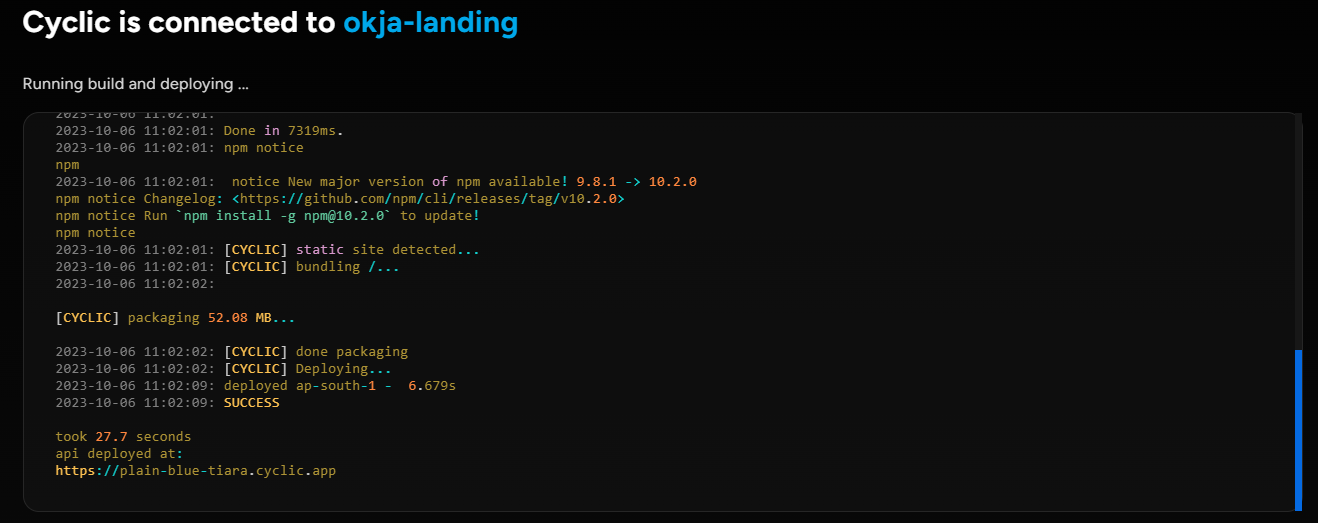 Cyclic is connected to okja-landing
Running build and deploying ...
2023-10-06 11:02:01:
2023-10-06 11:02:01: Done in 7319ms.
2023-10-06 11:02:01: npm notice
npm
2023-10-06 11:02:01:  notice New major version of npm available! 9.8.1 -> 10.2.0
npm notice Changelog: <https://github.com/npm/cli/releases/tag/v10.2.0>
npm notice Run `npm install -g npm@10.2.0` to update!
npm notice
2023-10-06 11:02:01: [CYCLIC] static site detected...
2023-10-06 11:02:01: [CYCLIC] bundling /...
2023-10-06 11:02:02:
[CYCLIC] packaging 52.08 MB...
2023-10-06 11:02:02: [CYCLIC] done packaging
2023-10-06 11:02:02: [CYCLIC] Deploying...
2023-10-06 11:02:09: deployed ap-south-1 -  6.679s
2023-10-06 11:02:09: SUCCESS
took 27.7 seconds
api deployed at:
https://plain-blue-tiara.cyclic.app